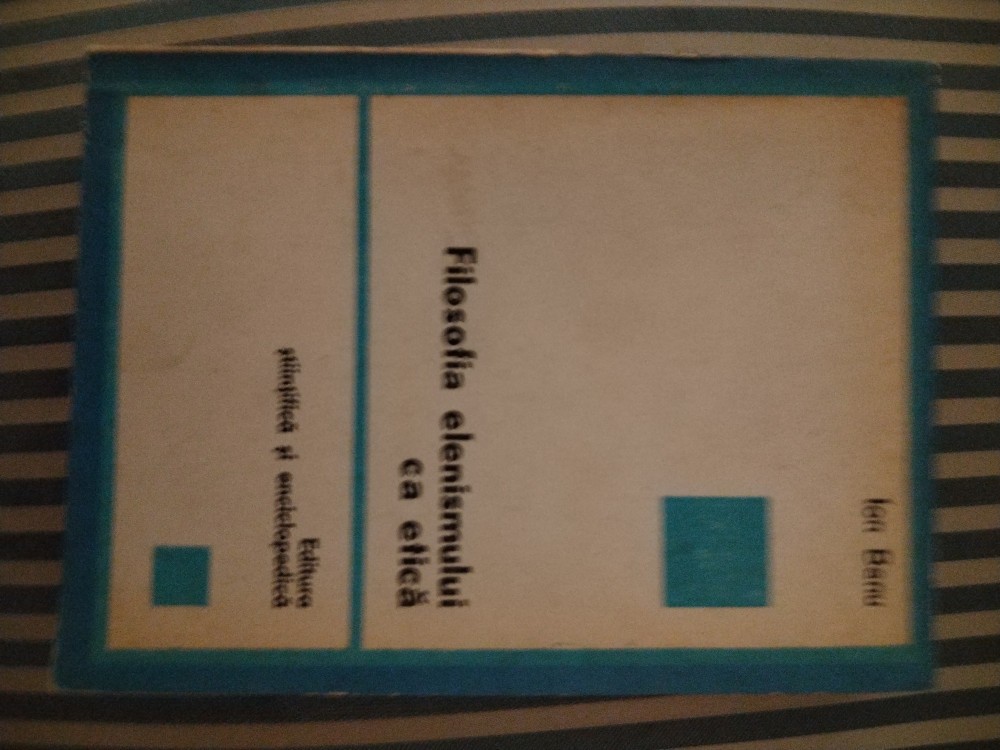 Ion Banu
Filosofia elenismului
ca etică
Editura
științifică și enciclopedică